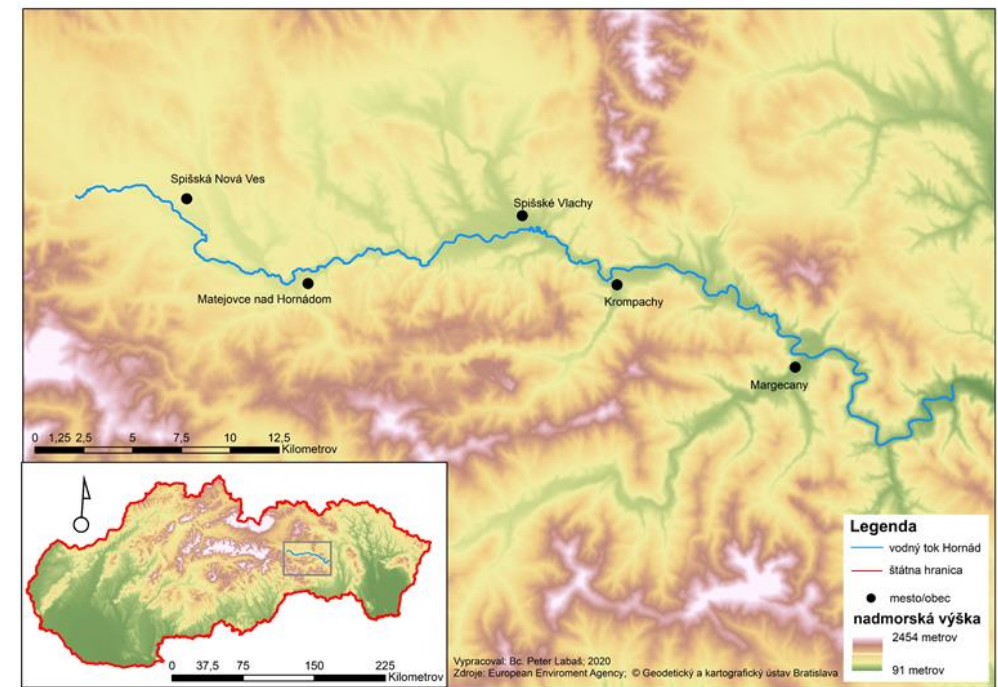 Spišská Nová Ves
Spišské Vlachy
Matejovce nad Hornádom
Krompachy
Margecany
0 1,25 2,5 5 7,5 10 12,5
Kilometrov
Legenda
vodný tok Hornád
štátna hranica
mesto/obec
nadmorská výška
2454 metrov
91 metrov
0 37,5 75 150 225
Kilometrov
Vypracoval: Bc. Peter Labaš; 2020
Zdroje: European Enviroment Agency; © Geodetický a kartografický ústav Bratislava